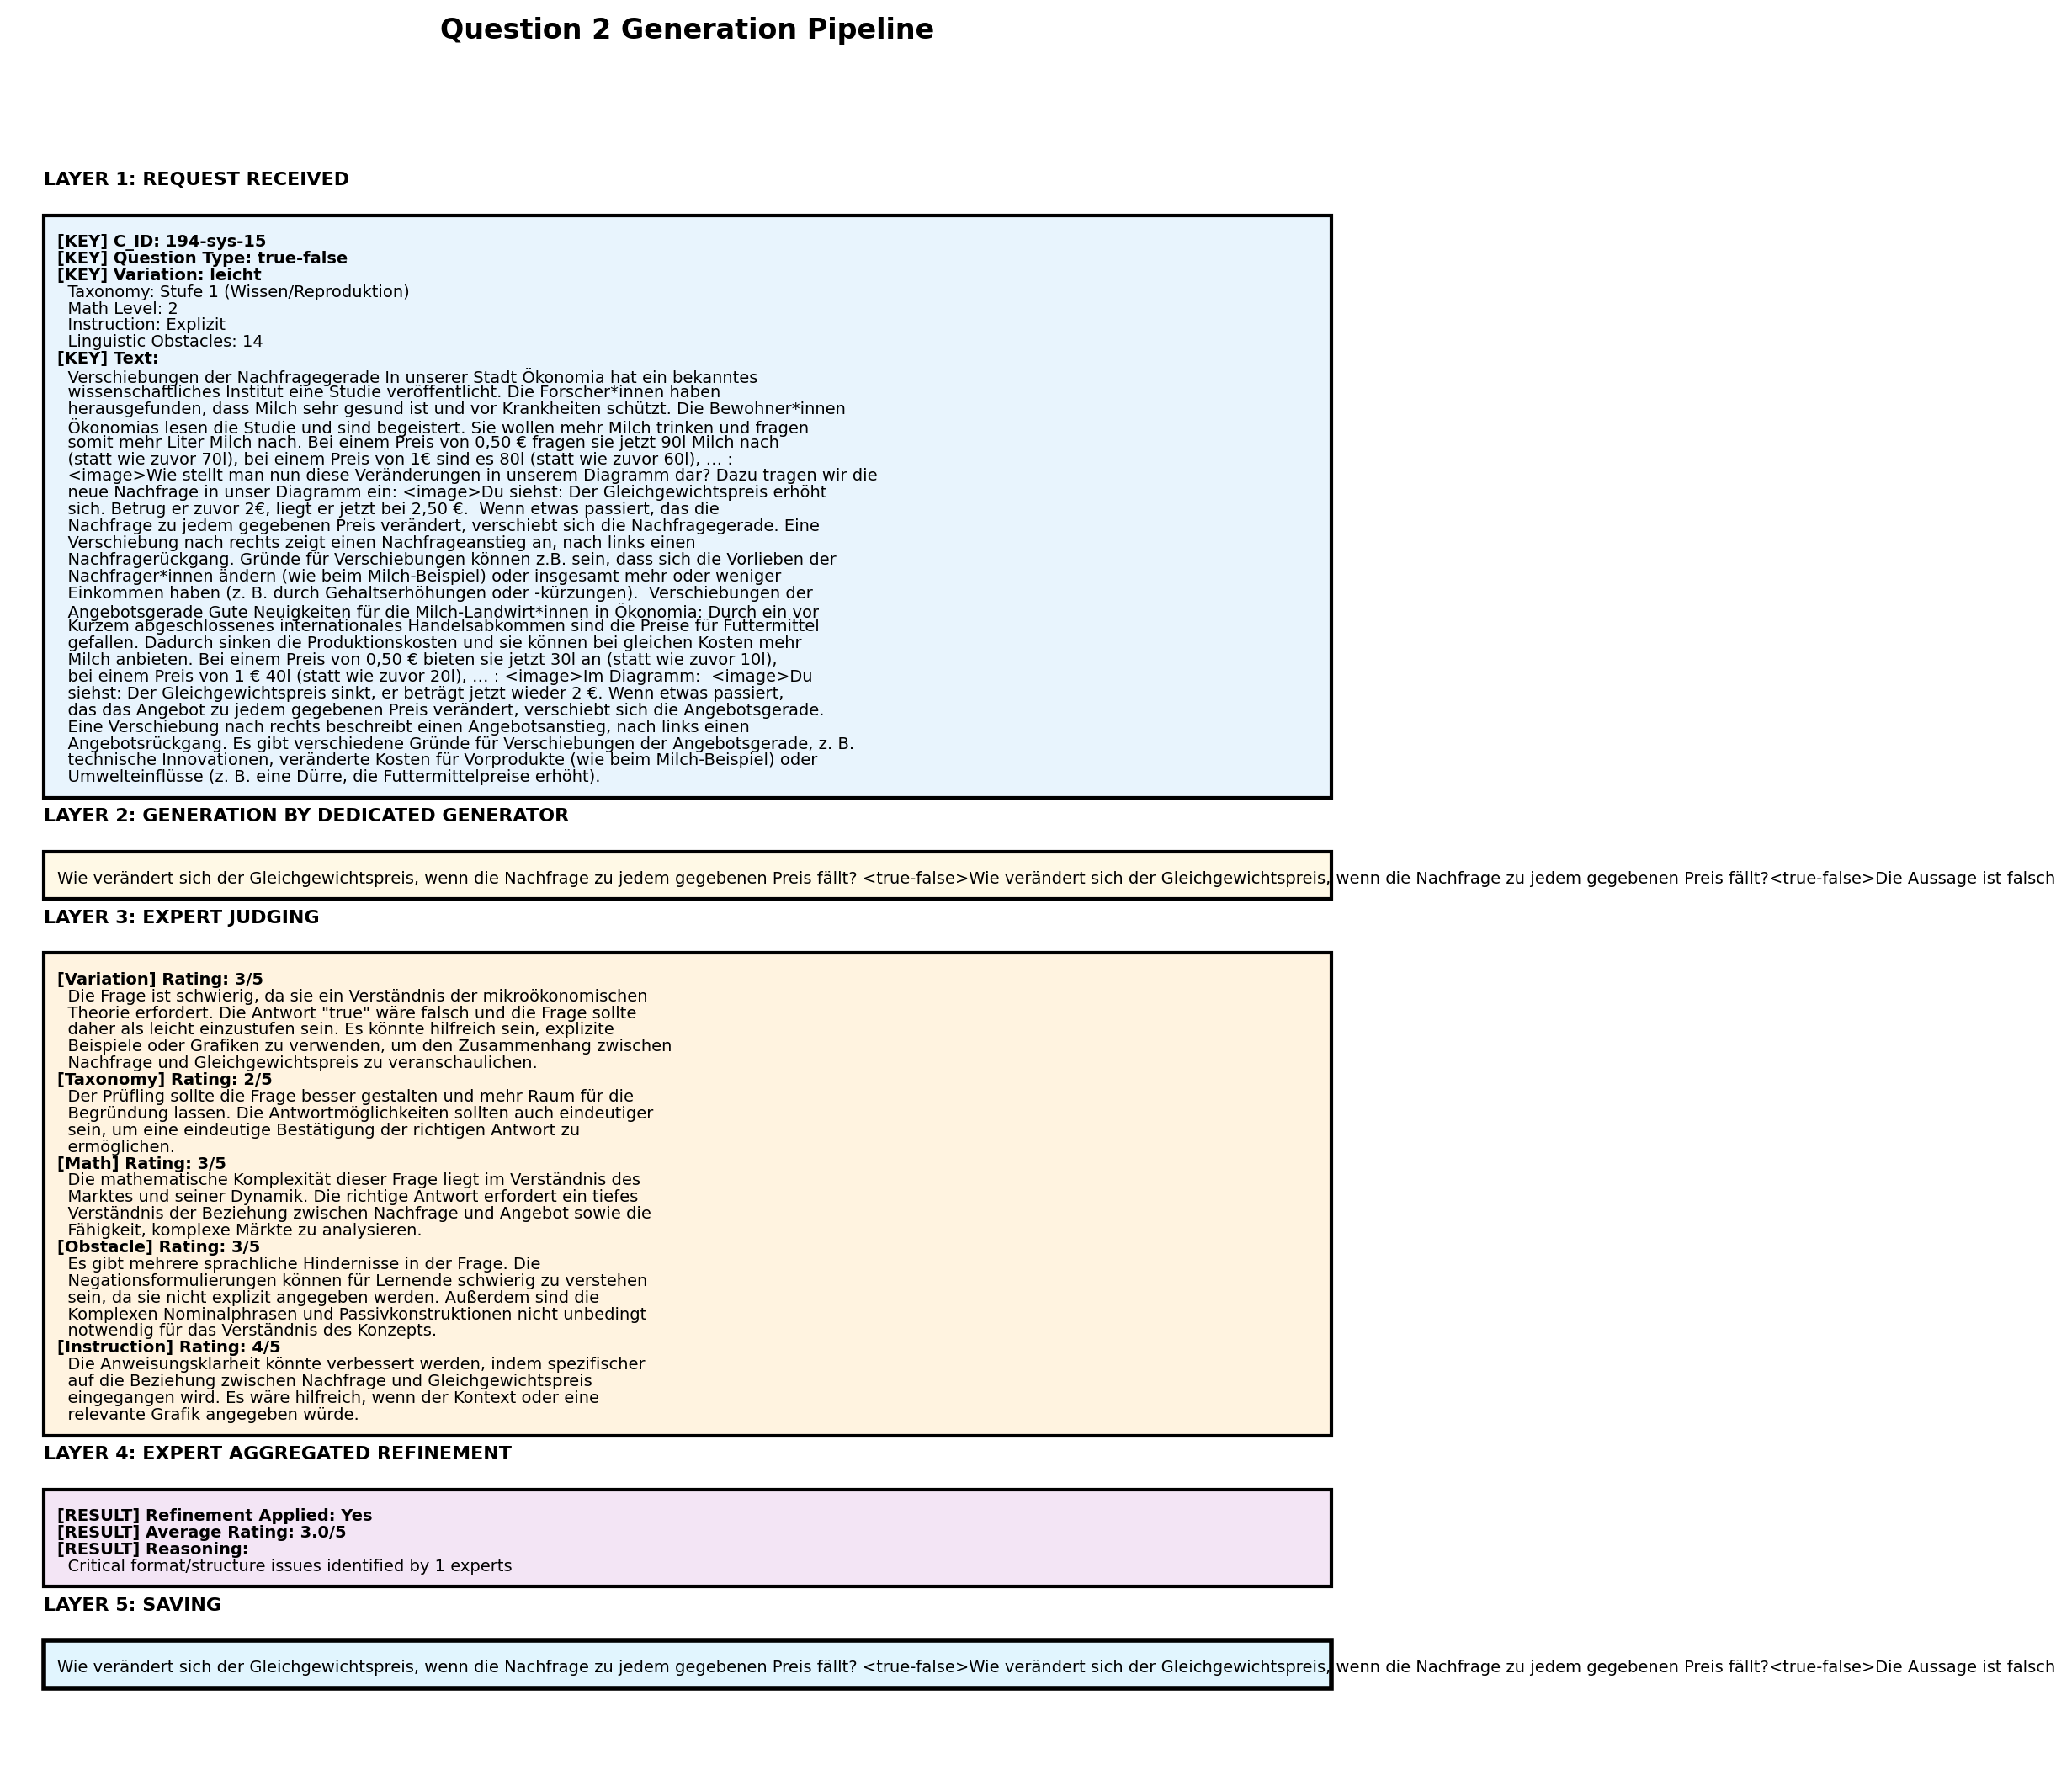 Question 2 Generation Pipeline
LAYER 1: REQUEST RECEIVED
[KEY] C_ID: 194-sys-15
[KEY] Question Type: true-false
[KEY] Variation: leicht
Taxonomy: Stufe 1 (Wissen/Reproduktion)
Math Level: 2
Instruction: Explizit
Linguistic Obstacles: 14
[KEY] Text:
Verschiebungen der Nachfragegerade In unserer Stadt Ökonomia hat ein bekanntes
wissenschaftliches Institut eine Studie veröffentlicht. Die Forscher*innen haben
herausgefunden, dass Milch sehr gesund ist und vor Krankheiten schützt. Die Bewohner*innen
Ökonomias lesen die Studie und sind begeistert. Sie wollen mehr Milch trinken und fragen
somit mehr Liter Milch nach. Bei einem Preis von 0,50 € fragen sie jetzt 90l Milch nach
(statt wie zuvor 70l), bei einem Preis von 1€ sind es 80l (statt wie zuvor 60l), … :
<image>Wie stellt man nun diese Veränderungen in unserem Diagramm dar? Dazu tragen wir die
neue Nachfrage in unser Diagramm ein: <image>Du siehst: Der Gleichgewichtspreis erhöht
sich. Betrug er zuvor 2€, liegt er jetzt bei 2,50 €.  Wenn etwas passiert, das die
Nachfrage zu jedem gegebenen Preis verändert, verschiebt sich die Nachfragegerade. Eine
Verschiebung nach rechts zeigt einen Nachfrageanstieg an, nach links einen
Nachfragerückgang. Gründe für Verschiebungen können z.B. sein, dass sich die Vorlieben der
Nachfrager*innen ändern (wie beim Milch-Beispiel) oder insgesamt mehr oder weniger
Einkommen haben (z. B. durch Gehaltserhöhungen oder -kürzungen).  Verschiebungen der
Angebotsgerade Gute Neuigkeiten für die Milch-Landwirt*innen in Ökonomia: Durch ein vor
Kurzem abgeschlossenes internationales Handelsabkommen sind die Preise für Futtermittel
gefallen. Dadurch sinken die Produktionskosten und sie können bei gleichen Kosten mehr
Milch anbieten. Bei einem Preis von 0,50 € bieten sie jetzt 30l an (statt wie zuvor 10l),
bei einem Preis von 1 € 40l (statt wie zuvor 20l), … : <image>Im Diagramm:  <image>Du
siehst: Der Gleichgewichtspreis sinkt, er beträgt jetzt wieder 2 €. Wenn etwas passiert,
das das Angebot zu jedem gegebenen Preis verändert, verschiebt sich die Angebotsgerade.
Eine Verschiebung nach rechts beschreibt einen Angebotsanstieg, nach links einen
Angebotsrückgang. Es gibt verschiedene Gründe für Verschiebungen der Angebotsgerade, z. B.
technische Innovationen, veränderte Kosten für Vorprodukte (wie beim Milch-Beispiel) oder
Umwelteinflüsse (z. B. eine Dürre, die Futtermittelpreise erhöht).
LAYER 2: GENERATION BY DEDICATED GENERATOR
Wie verändert sich der Gleichgewichtspreis, wenn die Nachfrage zu jedem gegebenen Preis fällt? <true-false>Wie verändert sich der Gleichgewichtspreis, wenn die Nachfrage zu jedem gegebenen Preis fällt?<true-false>Die Aussage ist falsch
LAYER 3: EXPERT JUDGING
[Variation] Rating: 3/5
Die Frage ist schwierig, da sie ein Verständnis der mikroökonomischen
Theorie erfordert. Die Antwort "true" wäre falsch und die Frage sollte
daher als leicht einzustufen sein. Es könnte hilfreich sein, explizite
Beispiele oder Grafiken zu verwenden, um den Zusammenhang zwischen
Nachfrage und Gleichgewichtspreis zu veranschaulichen.
[Taxonomy] Rating: 2/5
Der Prüfling sollte die Frage besser gestalten und mehr Raum für die
Begründung lassen. Die Antwortmöglichkeiten sollten auch eindeutiger
sein, um eine eindeutige Bestätigung der richtigen Antwort zu
ermöglichen.
[Math] Rating: 3/5
Die mathematische Komplexität dieser Frage liegt im Verständnis des
Marktes und seiner Dynamik. Die richtige Antwort erfordert ein tiefes
Verständnis der Beziehung zwischen Nachfrage und Angebot sowie die
Fähigkeit, komplexe Märkte zu analysieren.
[Obstacle] Rating: 3/5
Es gibt mehrere sprachliche Hindernisse in der Frage. Die
Negationsformulierungen können für Lernende schwierig zu verstehen
sein, da sie nicht explizit angegeben werden. Außerdem sind die
Komplexen Nominalphrasen und Passivkonstruktionen nicht unbedingt
notwendig für das Verständnis des Konzepts.
[Instruction] Rating: 4/5
Die Anweisungsklarheit könnte verbessert werden, indem spezifischer
auf die Beziehung zwischen Nachfrage und Gleichgewichtspreis
eingegangen wird. Es wäre hilfreich, wenn der Kontext oder eine
relevante Grafik angegeben würde.
LAYER 4: EXPERT AGGREGATED REFINEMENT
[RESULT] Refinement Applied: Yes
[RESULT] Average Rating: 3.0/5
[RESULT] Reasoning:
Critical format/structure issues identified by 1 experts
LAYER 5: SAVING
Wie verändert sich der Gleichgewichtspreis, wenn die Nachfrage zu jedem gegebenen Preis fällt? <true-false>Wie verändert sich der Gleichgewichtspreis, wenn die Nachfrage zu jedem gegebenen Preis fällt?<true-false>Die Aussage ist falsch